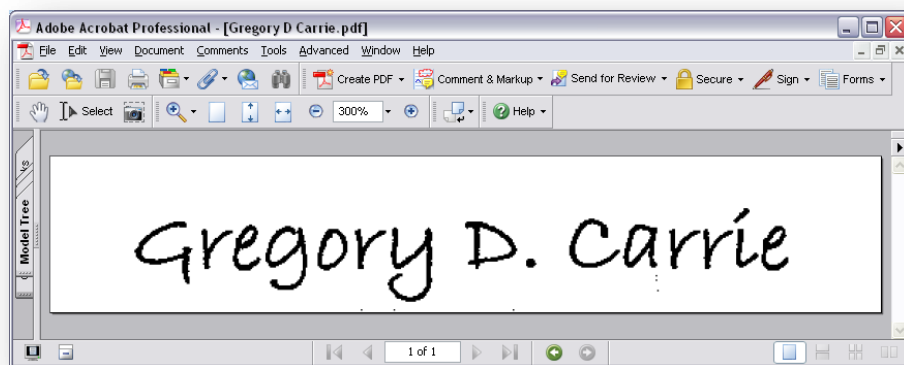 Adobe Acrobat Professional - [Gregory D Carrie.pdf]
File Edit View Document Comments Tools Advanced Window Help
Create PDF Comment & Markup Send for Review Secure Sign Forms
Select 300% Help
Model Tree
Gregory D. Carrie
1 of 1